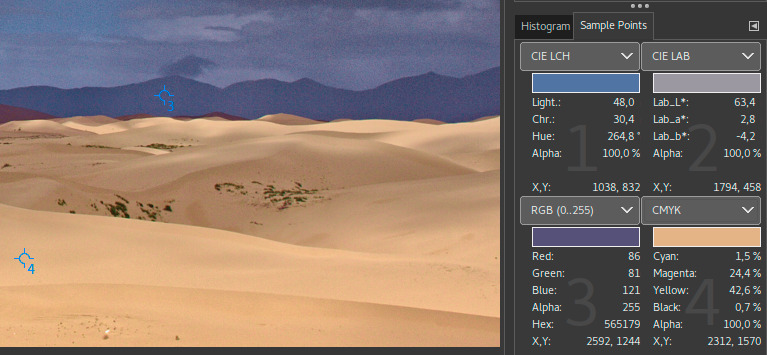 Histogram Sample Points
CIE LCH CIE LAB
Light.: 48,0 Lab_L*: 63,4
Chr.: 30,4 Lab_a*: 2,8
Hue: 264,8 ° Lab_b*: -4,2
Alpha: 100,0 % Alpha: 100,0 %
1 2
X,Y: 1038, 832 X,Y: 1794, 458
RGB (0..255) CMYK
Red: 86 Cyan: 1,5 %
Green: 81 Magenta: 24,4 %
Blue: 121 Yellow: 42,6 %
Alpha: 255 Black: 0,7 %
Hex: 565179 Alpha: 100,0 %
3 4
X,Y: 2592, 1244 X,Y: 2312, 1570
3
4